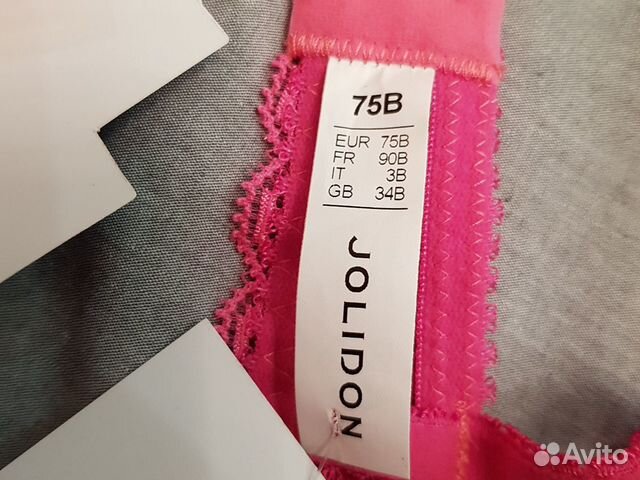 75B
EUR 75B
FR 90B
IT 3B
GB 34B
JOLIDON
Avito